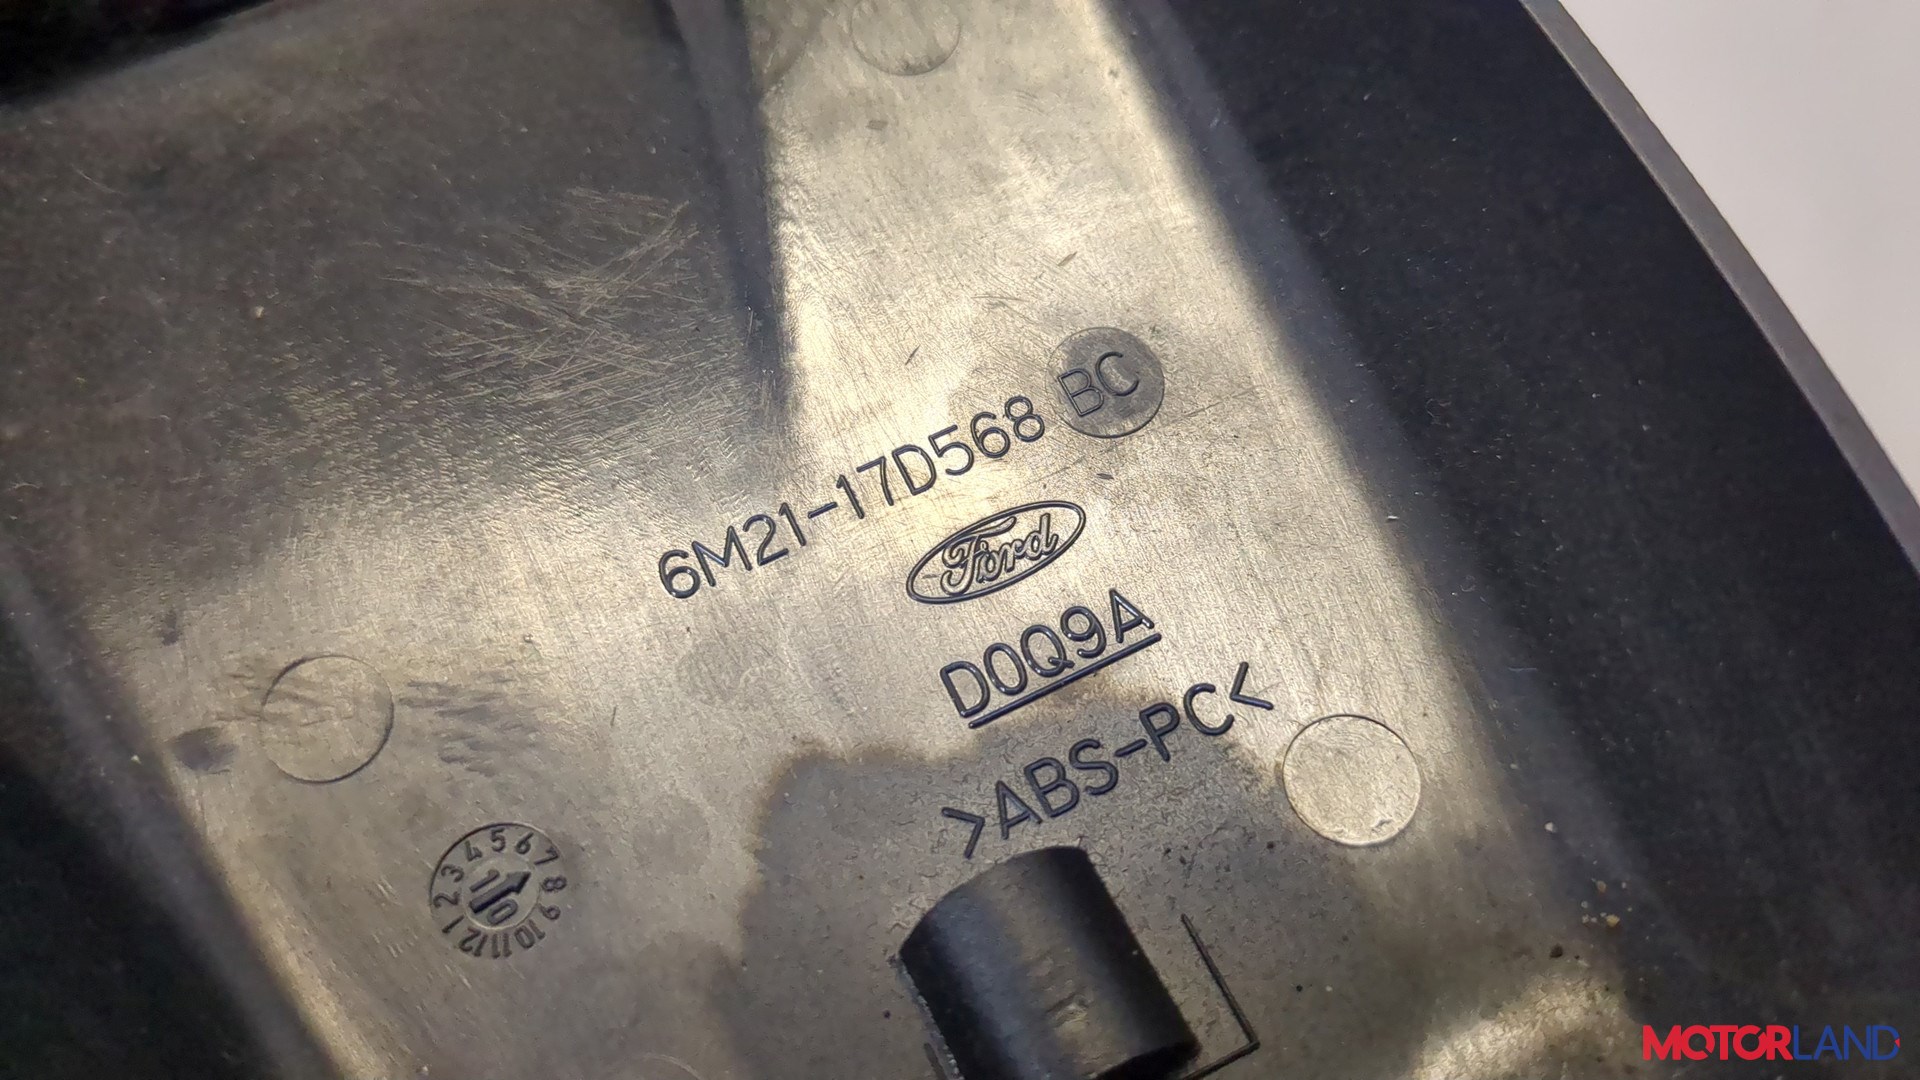 6M21-17D568 BC
Ford
D0Q9A
>ABS-PC<
1 2 3 4 5 6 7 8 9 10 11 12
10
MOTORLAND